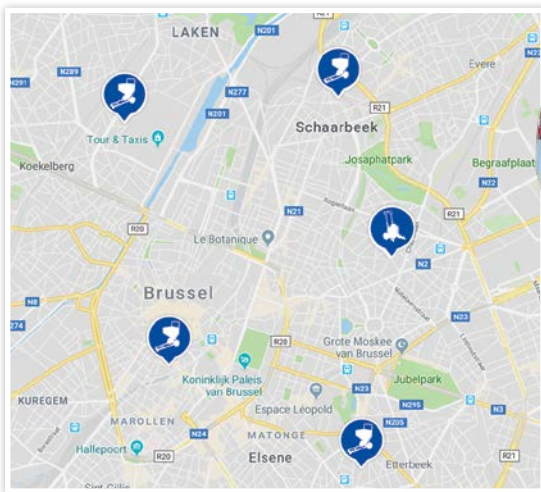 LAKEN
N201
N291
N289
N277
Evere
N201
R21
Schaarbeek
Tour & Taxis
Koekelberg
Josaphatpark
Begraafplaat
N22
R20
N21
R21
Le Botanique
N2
Brussel
N8
N23
R20
Grote Moskee
van Brussel
Koninklijk Paleis
van Brussel
N23
Jubelpark
KUREGEM
Espace Léopold
N295
N3
MAROLLEN
N205
N24
MATONGE
Hallepoort
R20
Elsene
Etterbeek
R21